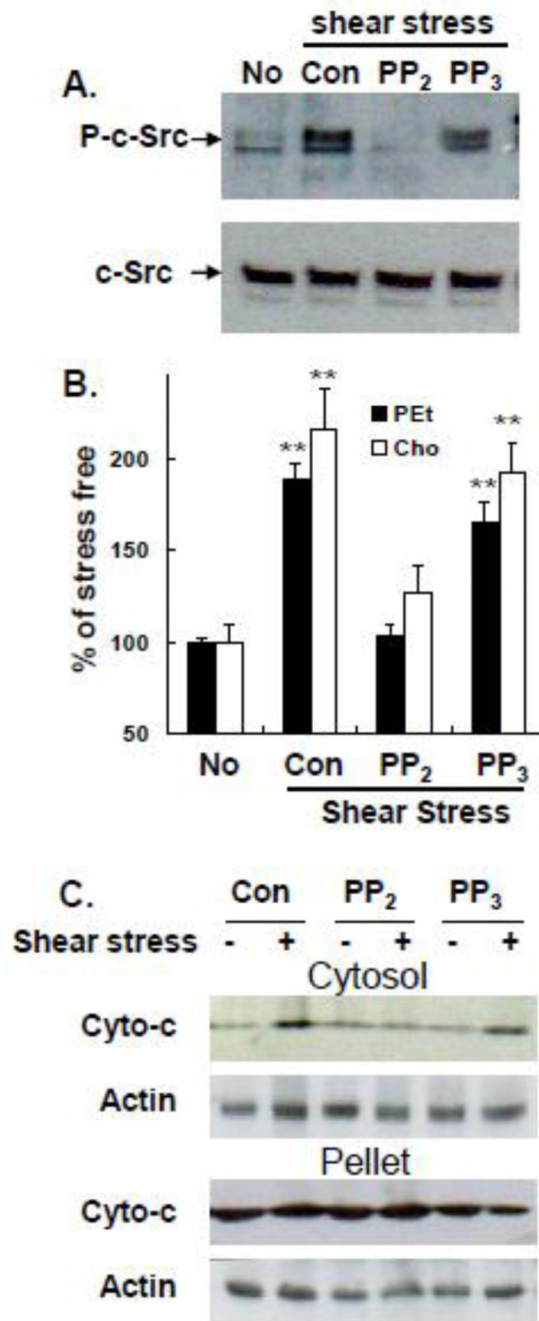 shear stress
A. No Con PP₂ PP₃
P-c-Src
c-Src
B.
**
**
**
**
PEt
Cho
200
150
100
50
% of stress free
No Con PP₂ PP₃
Shear Stress
C. Con PP₂ PP₃
Shear stress - + - + - +
Cytosol
Cyto-c
Actin
Pellet
Cyto-c
Actin